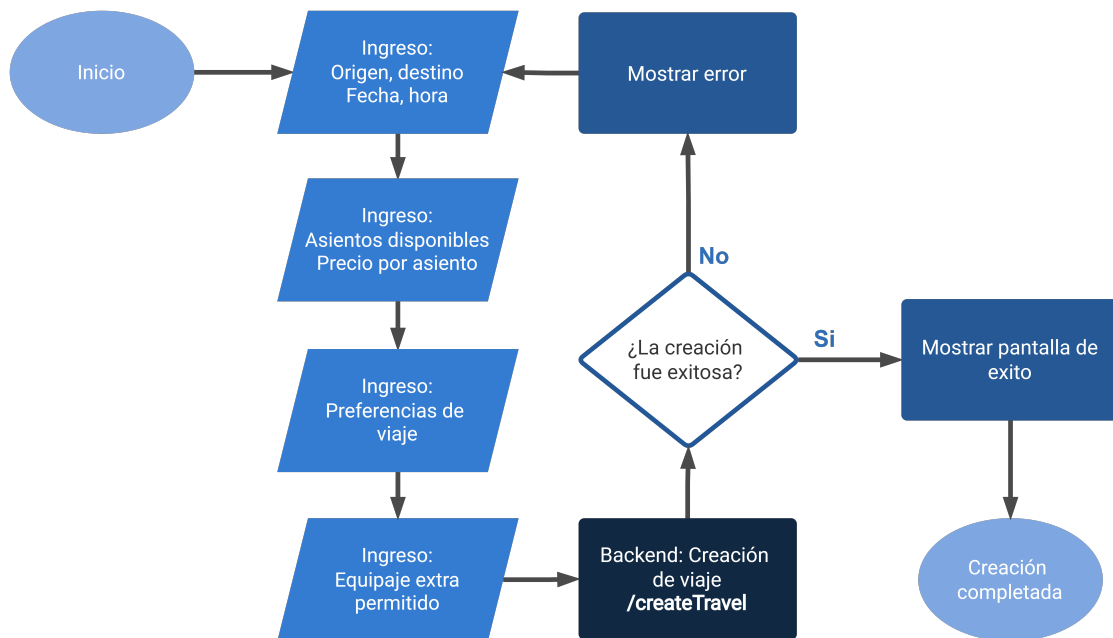 Inicio
Ingreso:
Origen, destino
Fecha, hora
Mostrar error
Ingreso:
Asientos disponibles
Precio por asiento
No
¿La creación
fue exitosa?
Si
Mostrar pantalla de
exito
Ingreso:
Preferencias de
viaje
Ingreso:
Equipaje extra
permitido
Backend: Creación
de viaje
/createTravel
Creación
completada